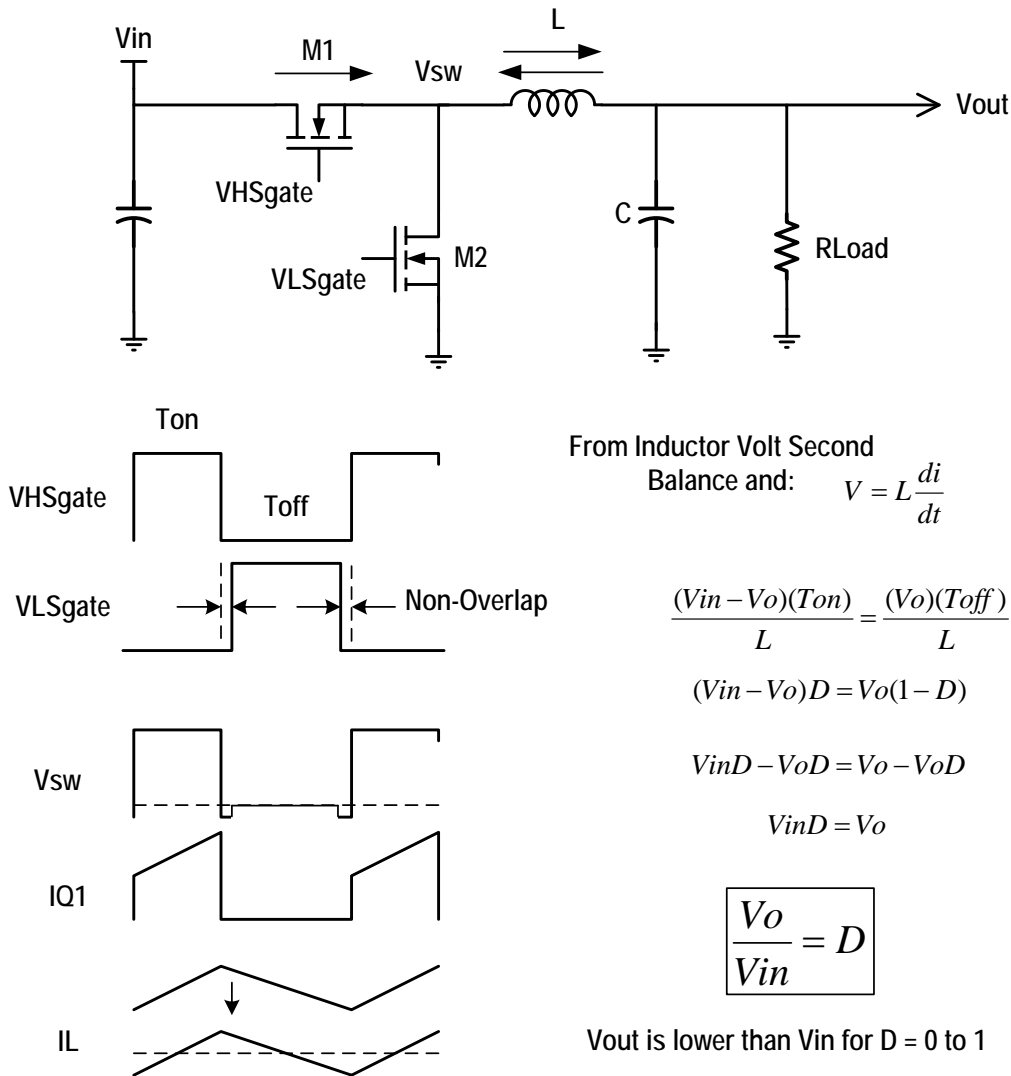 Vin
M1
Vsw
L
Vout
VHSgate
C
RLoad
VLSgate
M2
Ton
VHSgate
Toff
VLSgate
Non-Overlap
Vsw
IQ1
IL
From Inductor Volt Second
Balance and:
V = L di/dt
(Vin − Vo)(Ton)/L = (Vo)(Toff)/L
(Vin − Vo)D = Vo(1 − D)
VinD − VoD = Vo − VoD
VinD = Vo
Vo/Vin = D
Vout is lower than Vin for D = 0 to 1